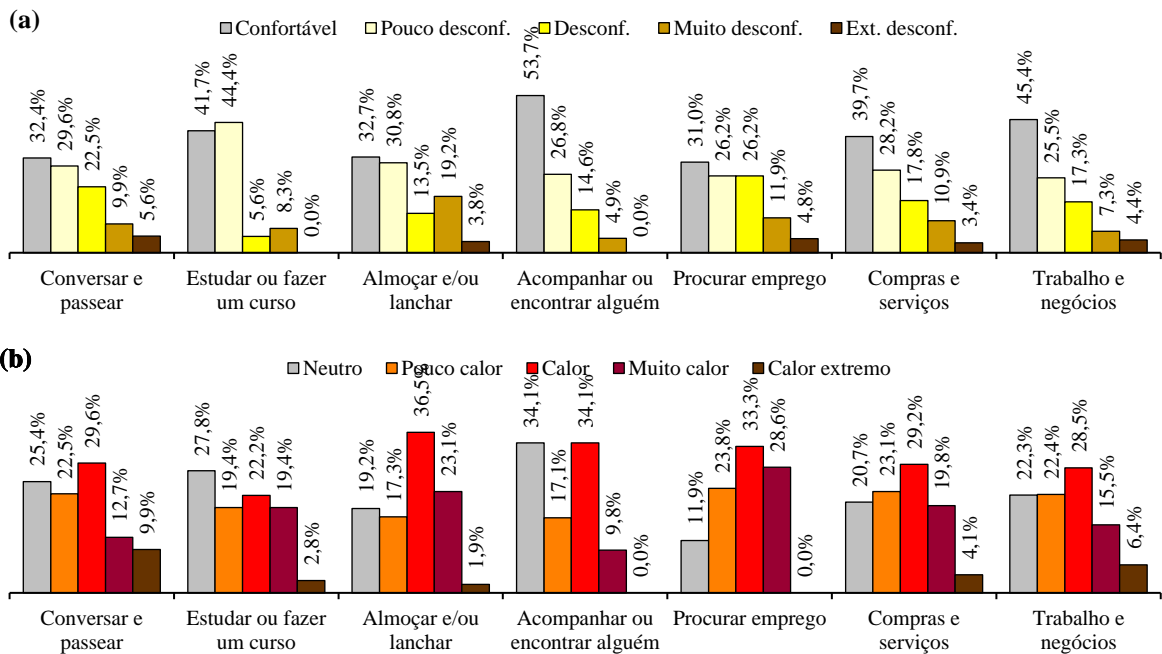 (a)
Confortável Pouco desconf. Desconf. Muito desconf. Ext. desconf.
32,4% 29,6% 22,5% 9,9% 5,6%
41,7% 44,4% 5,6% 8,3% 0,0%
32,7% 30,8% 13,5% 19,2% 3,8%
53,7% 26,8% 14,6% 4,9% 0,0%
31,0% 26,2% 26,2% 11,9% 4,8%
39,7% 28,2% 17,8% 10,9% 3,4%
45,4% 25,5% 17,3% 7,3% 4,4%
Conversar e Estudar ou fazer Almoçar e/ou Acompanhar ou Procurar emprego Compras e Trabalho e
passear um curso lanchar encontrar alguém serviços negócios
(b)
Neutro Pouco calor Calor Muito calor Calor extremo
25,4% 22,5% 29,6% 12,7% 9,9%
27,8% 19,4% 22,2% 19,4% 2,8%
19,2% 17,3% 36,5% 23,1% 1,9%
34,1% 17,1% 34,1% 9,8% 0,0%
11,9% 23,8% 33,3% 28,6% 0,0%
20,7% 23,1% 29,2% 19,8% 4,1%
22,3% 22,4% 28,5% 15,5% 6,4%
Conversar e Estudar ou fazer Almoçar e/ou Acompanhar ou Procurar emprego Compras e Trabalho e
passear um curso lanchar encontrar alguém serviços negócios